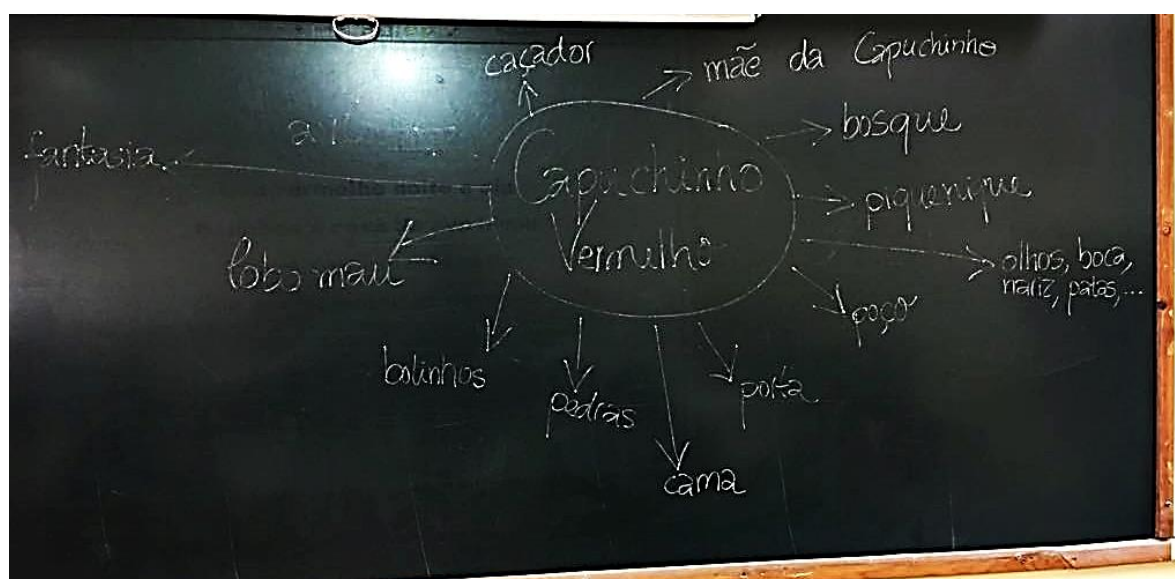 caçador
mãe da Capuchinho
bosque
fantasia
Capuchinho
Vermelho
piquenique
lobo mau
olhos, boca,
nariz, patas,...
poço
bolinhos
pedras
porta
cama